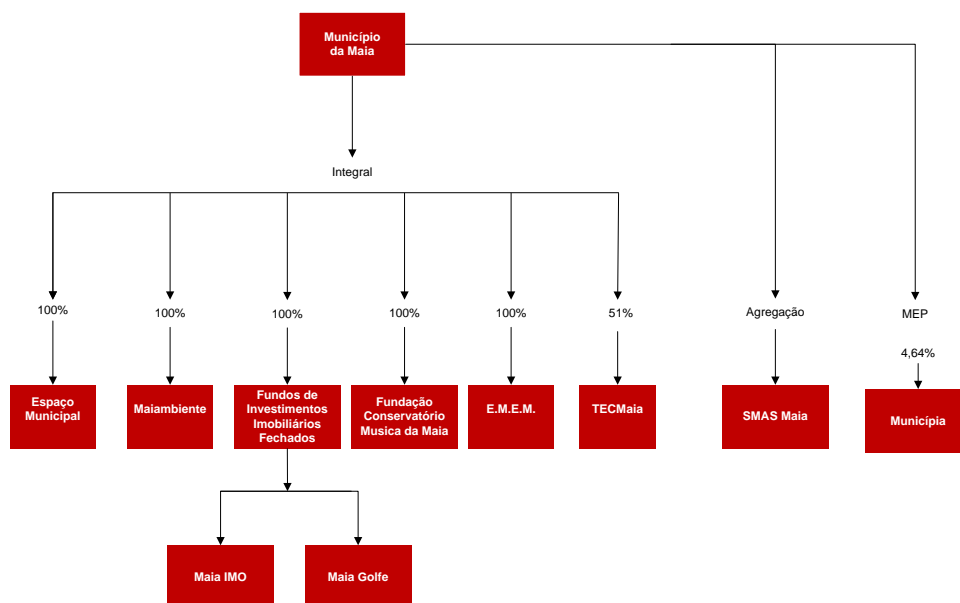 Município
da Maia
Integral
100%
100%
100%
100%
100%
51%
Agregação
MEP
4,64%
Espaço
Municipal
Maiambiente
Fundos de
Investimentos
Imobiliários
Fechados
Fundação
Conservatório
Musica da Maia
E.M.E.M.
TECMaia
SMAS Maia
Municípia
Maia IMO
Maia Golfe